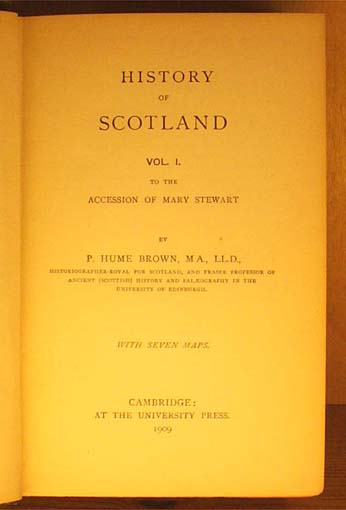 HISTORY
OF
SCOTLAND
VOL. I.
TO THE
ACCESSION OF MARY STEWART
BY
P. HUME BROWN, M.A., LL.D.,
HISTORIOGRAPHER-ROYAL FOR SCOTLAND, AND FRASER PROFESSOR OF
ANCIENT (SCOTTISH) HISTORY AND PALÆOGRAPHY IN THE
UNIVERSITY OF EDINBURGH.
WITH SEVEN MAPS.
CAMBRIDGE:
AT THE UNIVERSITY PRESS.
1909